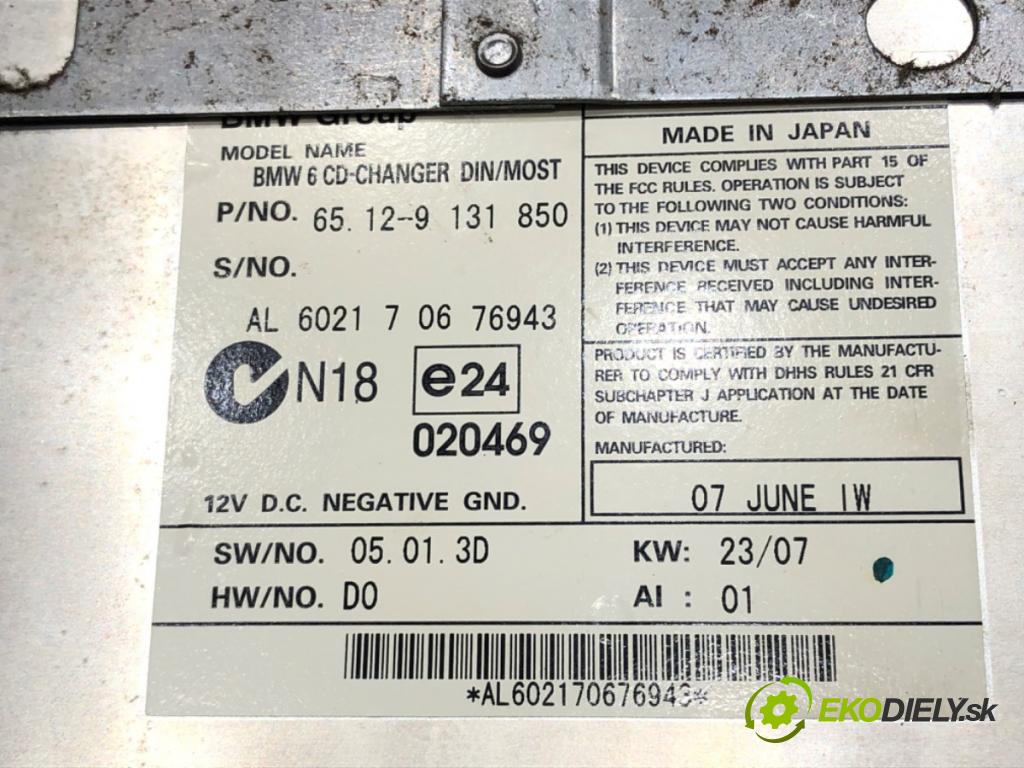 BMW Group
MODEL NAME
BMW 6 CD-CHANGER DIN/MOST
P/NO. 65. 12-9 131 850
S/NO.
AL 6021 7 06 76943
N18
e24
020469
12V D.C. NEGATIVE GND.
MADE IN JAPAN
THIS DEVICE COMPLIES WITH PART 15 OF
THE FCC RULES. OPERATION IS SUBJECT
TO THE FOLLOWING TWO CONDITIONS:
(1) THIS DEVICE MAY NOT CAUSE HARMFUL
INTERFERENCE.
(2) THIS DEVICE MUST ACCEPT ANY INTER-
FERENCE RECEIVED INCLUDING INTER-
FERENCE THAT MAY CAUSE UNDESIRED
OPERATION.
PRODUCT IS CERTIFIED BY THE MANUFACTU-
RER TO COMPLY WITH DHHS RULES 21 CFR
SUBCHAPTER J APPLICATION AT THE DATE
OF MANUFACTURE.
MANUFACTURED:
07 JUNE IW
SW/NO. 05. 01. 3D
KW: 23/07
HW/NO. D0
AI : 01
*AL602170676943*
EKODIELY.sk